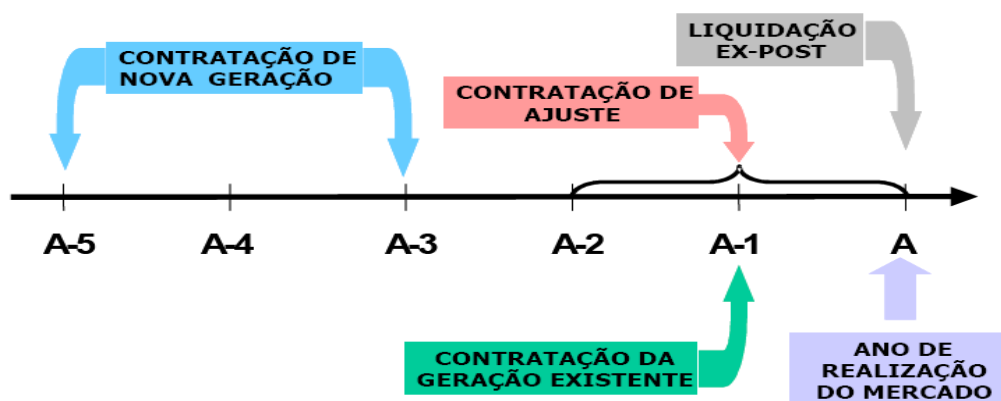 CONTRATAÇÃO DE
NOVA GERAÇÃO
LIQUIDAÇÃO
EX-POST
CONTRATAÇÃO DE
AJUSTE
A-5
A-4
A-3
A-2
A-1
A
CONTRATAÇÃO DA
GERAÇÃO EXISTENTE
ANO DE
REALIZAÇÃO
DO MERCADO